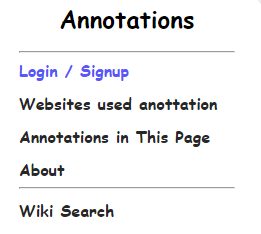 Annotations
Login / Signup
Websites used anottation
Annotations in This Page
About
Wiki Search